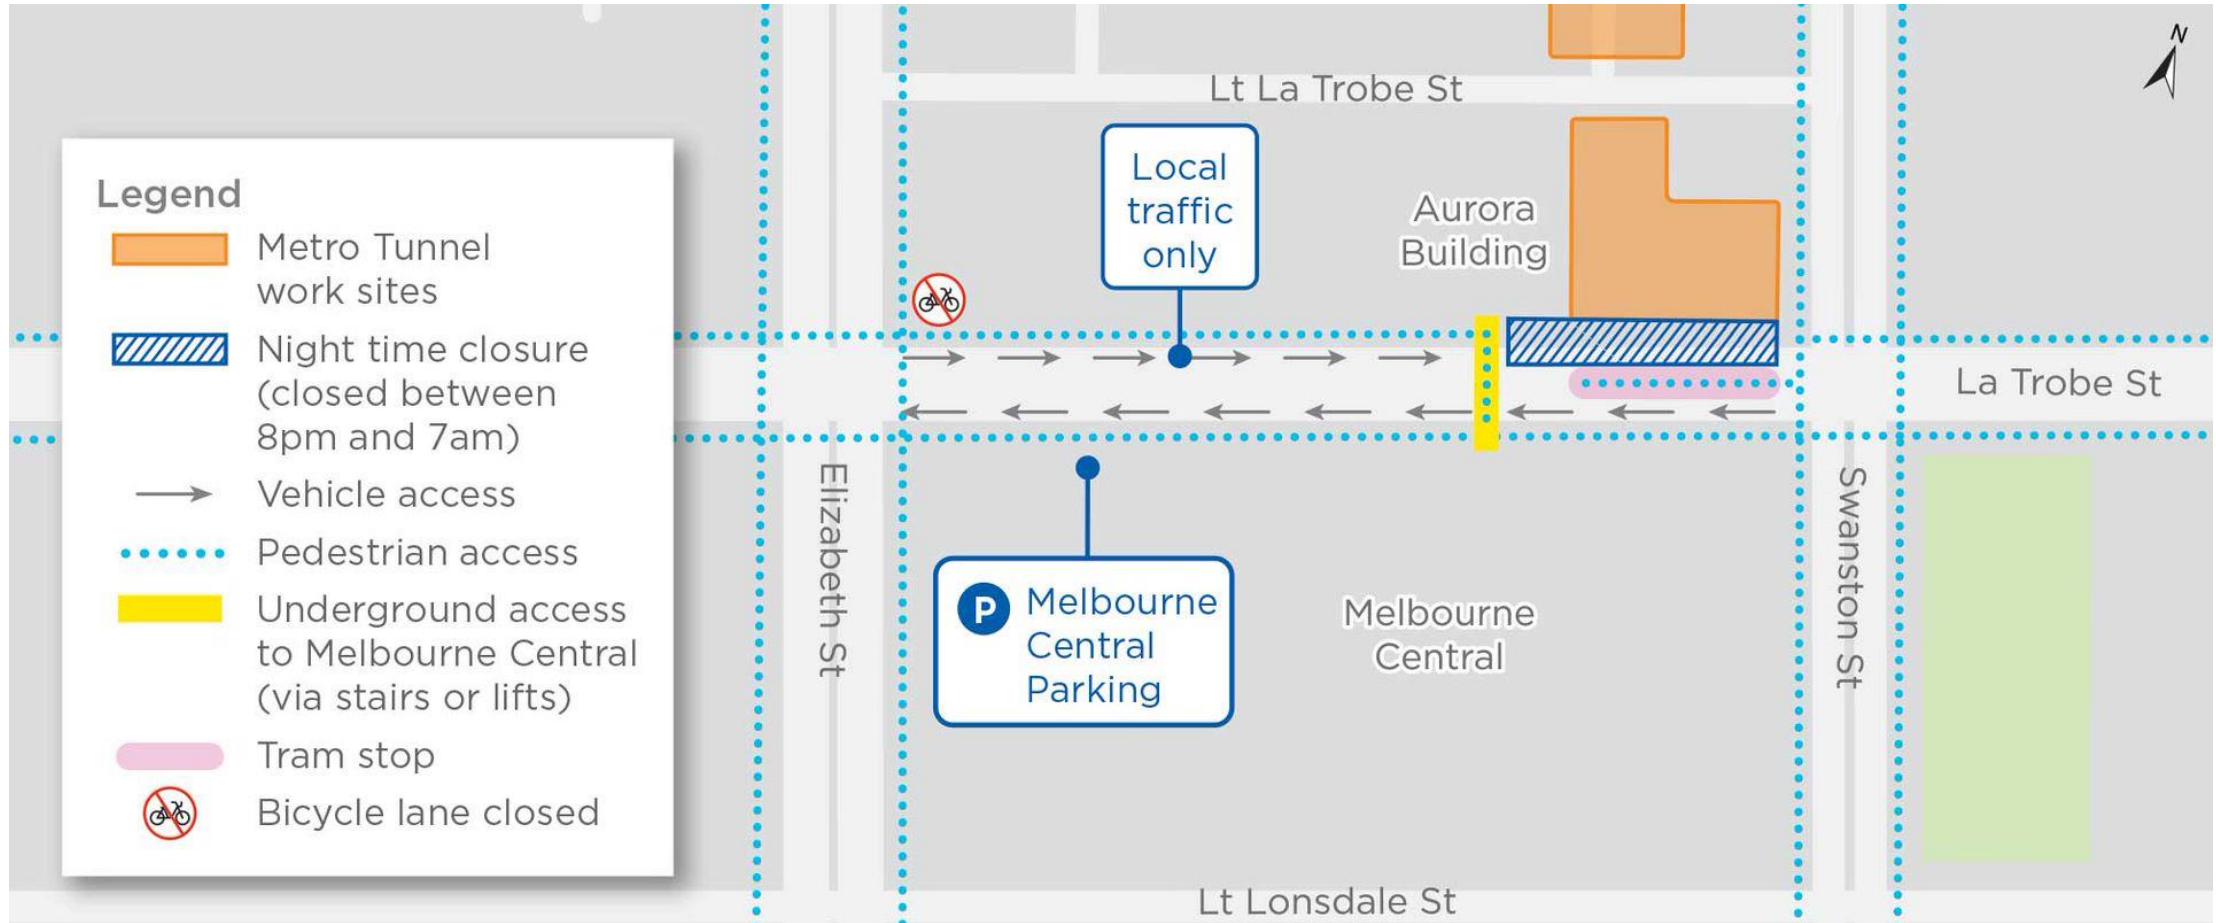 N
Lt La Trobe St
Local
traffic
only
Aurora
Building
Legend
Metro Tunnel
work sites
Night time closure
(closed between
8pm and 7am)
Vehicle access
Pedestrian access
Underground access
to Melbourne Central
(via stairs or lifts)
Tram stop
Bicycle lane closed
La Trobe St
Elizabeth St
Swanston St
P Melbourne
Central
Parking
Melbourne
Central
Lt Lonsdale St